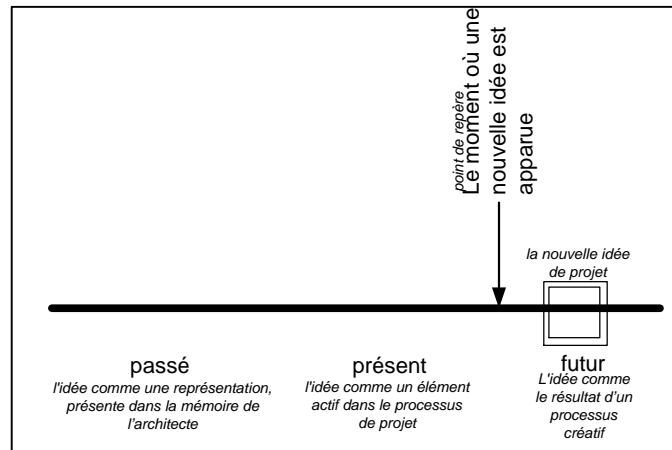 point de repère
Le moment où une
nouvelle idée est
apparue
la nouvelle idée
de projet
passé
l'idée comme une représentation,
présente dans la mémoire de
l'architecte
présent
l'idée comme un élément
actif dans le processus
de projet
futur
L'idée comme
le résultat d'un
processus
créatif